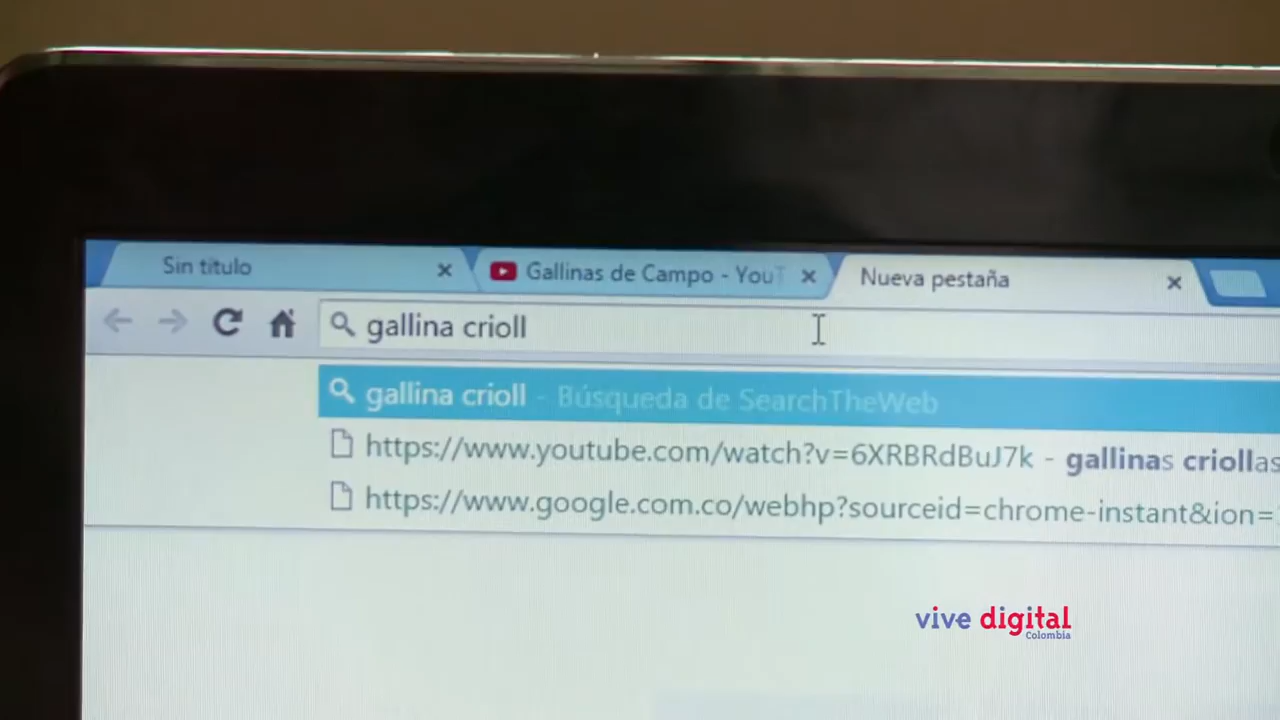 Sin título
Gallinas de Campo - YouT
Nueva pestaña
gallina crioll
gallina crioll - Búsqueda de SearchTheWeb
https://www.youtube.com/watch?v=6XRBRdBuJ7k - gallinas criollas
https://www.google.com.co/webhp?sourceid=chrome-instant&ion=
vive digital
Colombia